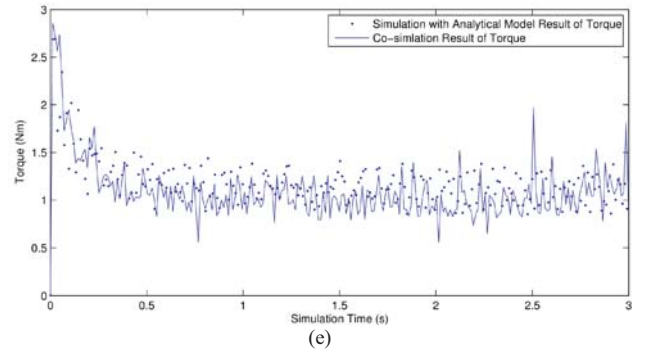 3
2.5
2
1.5
1
0.5
0
Torque (Nm)
Simulation with Analytical Model Result of Torque
Co-simlation Result of Torque
0 0.5 1 1.5 2 2.5 3
Simulation Time (s)
(e)